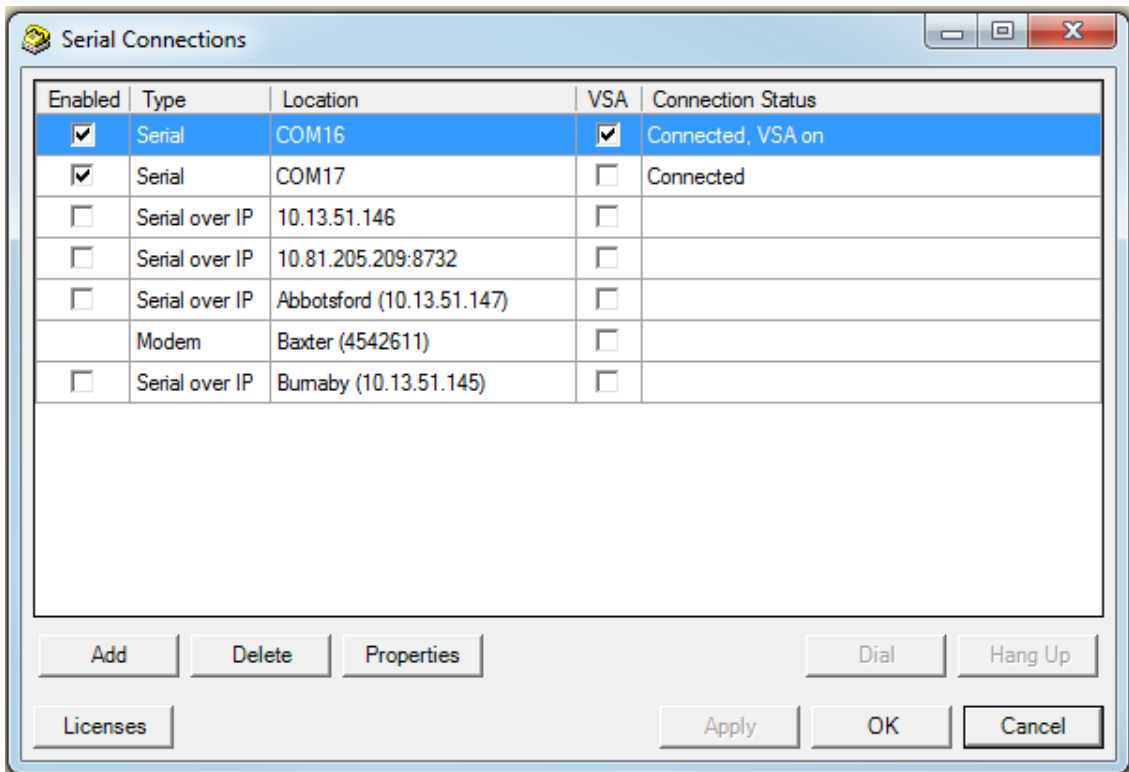 Serial Connections
Enabled Type Location VSA Connection Status
Serial COM16 Connected, VSA on
Serial COM17 Connected
Serial over IP 10.13.51.146
Serial over IP 10.81.205.209:8732
Serial over IP Abbotsford (10.13.51.147)
Modem Baxter (4542611)
Serial over IP Burnaby (10.13.51.145)
Add Delete Properties Dial Hang Up
Licenses Apply OK Cancel